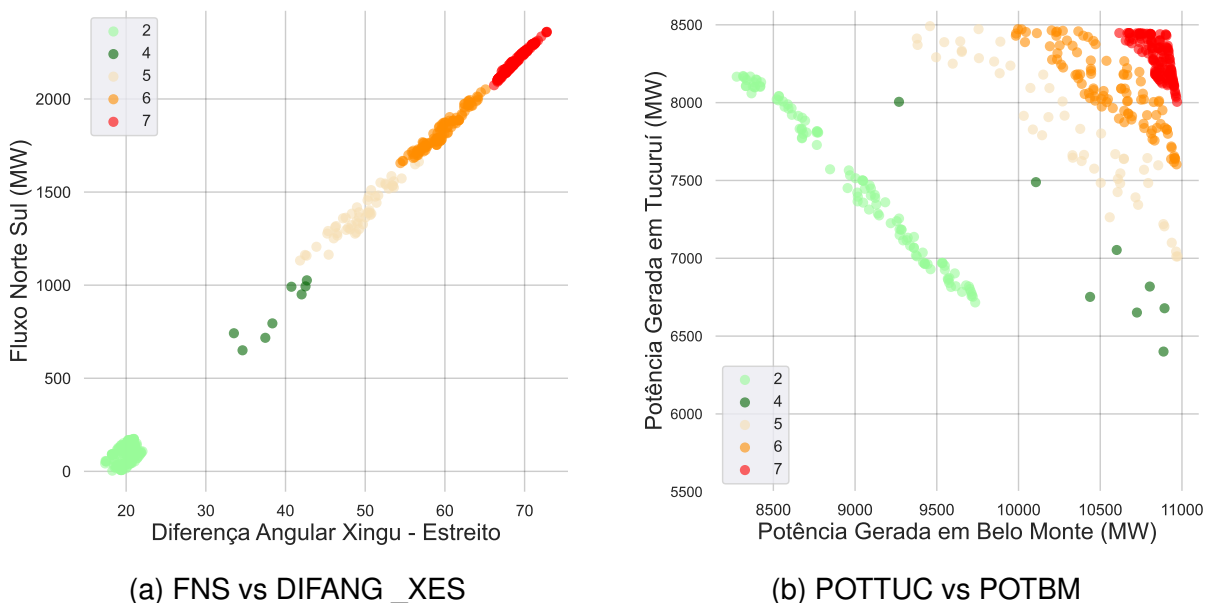 2
4
5
6
7
2000
1500
1000
500
0
Fluxo Norte Sul (MW)
20 30 40 50 60 70
Diferença Angular Xingu - Estreito
(a) FNS vs DIFANG _XES
8500
8000
7500
7000
6500
6000
5500
Potência Gerada em Tucuruí (MW)
2
4
5
6
7
8500 9000 9500 10000 10500 11000
Potência Gerada em Belo Monte (MW)
(b) POTTUC vs POTBM